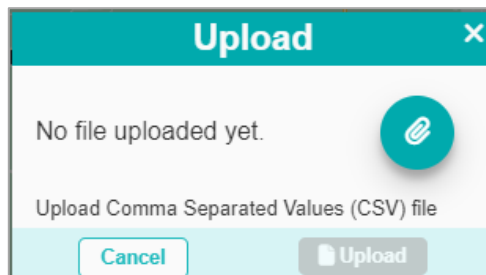 Upload
No file uploaded yet.
Upload Comma Separated Values (CSV) file
Cancel
Upload